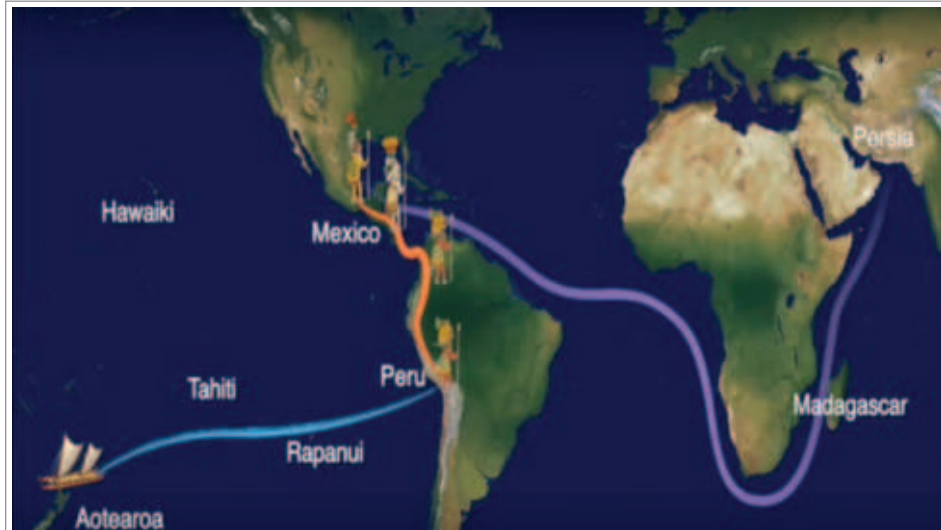 Persia
Hawaiki
Mexico
Peru
Tahiti
Madagascar
Rapanui
Aotearoa